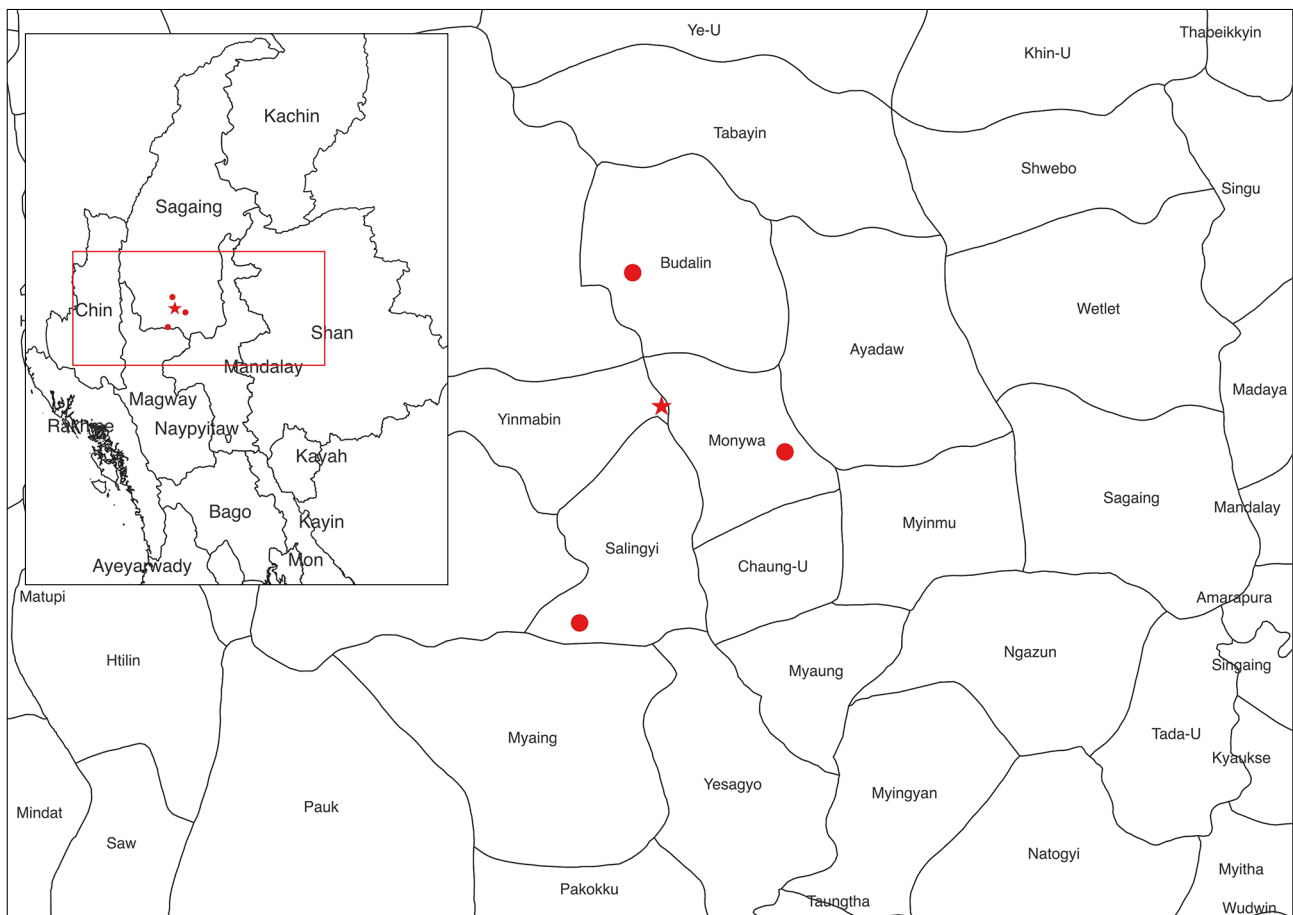 Ye-U
Thabeikkyin
Khin-U
Tabayin
Shwebo
Singu
Budalin
Wetlet
Ayadaw
Madaya
Yinmabin
Monywa
Sagaing
Mandalay
Myinmu
Salingyi
Chaung-U
Amarapura
Matupi
Htilin
Ngazun
Singaing
Myaung
Myaing
Tada-U
Kyaukse
Yesagyo
Myingyan
Pauk
Mindat
Saw
Natogyi
Myitha
Pakokku
Taungtha
Wudwin
Kachin
Sagaing
Chin
Shan
Mandalay
Magway
Rakhine
Naypyitaw
Kayah
Bago
Kayin
Mon
Ayeyarwady